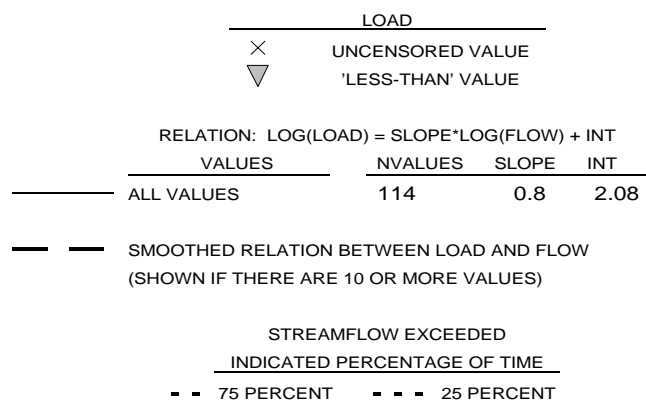 LOAD
UNCENSORED VALUE
'LESS-THAN' VALUE
RELATION: LOG(LOAD) = SLOPE*LOG(FLOW) + INT
VALUES NVALUES SLOPE INT
ALL VALUES 114 0.8 2.08
SMOOTHED RELATION BETWEEN LOAD AND FLOW
(SHOWN IF THERE ARE 10 OR MORE VALUES)
STREAMFLOW EXCEEDED
INDICATED PERCENTAGE OF TIME
75 PERCENT 25 PERCENT